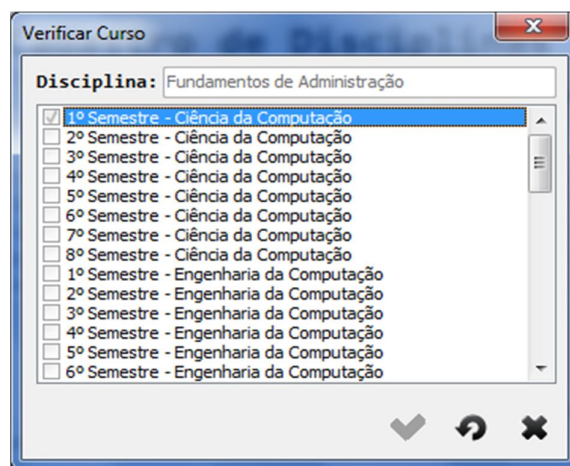 Verificar Curso
Disciplina: Fundamentos de Administração
1º Semestre - Ciência da Computação
2º Semestre - Ciência da Computação
3º Semestre - Ciência da Computação
4º Semestre - Ciência da Computação
5º Semestre - Ciência da Computação
6º Semestre - Ciência da Computação
7º Semestre - Ciência da Computação
8º Semestre - Ciência da Computação
1º Semestre - Engenharia da Computação
2º Semestre - Engenharia da Computação
3º Semestre - Engenharia da Computação
4º Semestre - Engenharia da Computação
5º Semestre - Engenharia da Computação
6º Semestre - Engenharia da Computação